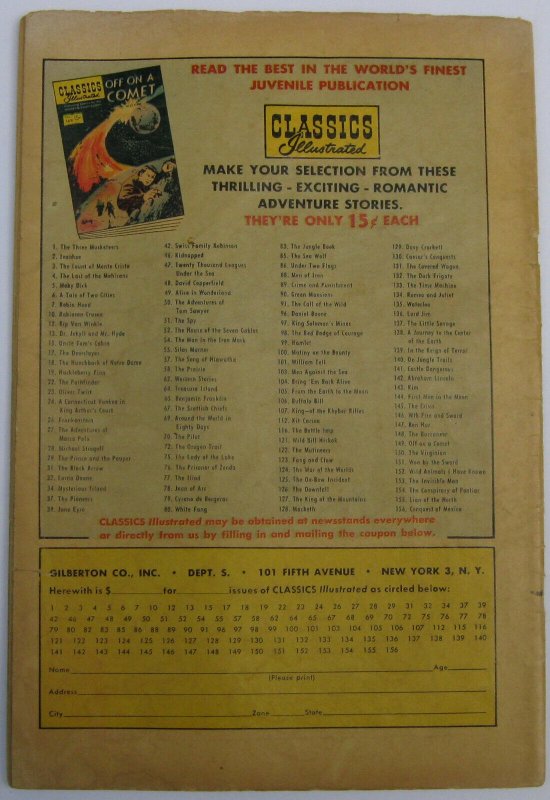 CLASSICS
Illustrated
OFF ON A
COMET
15¢
READ THE BEST IN THE WORLD'S FINEST
JUVENILE PUBLICATION
CLASSICS
Illustrated
MAKE YOUR SELECTION FROM THESE
THRILLING - EXCITING - ROMANTIC
ADVENTURE STORIES.
THEY'RE ONLY 15¢ EACH
1. The Three Musketeers
2. Ivanhoe
3. The Count of Monte Cristo
4. The Last of the Mohicans
5. Moby Dick
6. A Tale of Two Cities
7. Robin Hood
10. Robinson Crusoe
12. Rip Van Winkle
13. Dr. Jekyll and Mr. Hyde
15. Uncle Tom's Cabin
17. The Deerslayer
18. The Hunchback of Notre Dame
19. Huckleberry Finn
22. The Pathfinder
23. Oliver Twist
24. A Connecticut Yankee in
King Arthur's Court
26. Frankenstein
27. The Adventures of
Marco Polo
28. Michael Strogoff
29. The Prince and the Pauper
31. The Black Arrow
32. Lorna Doone
34. Mysterious Island
37. The Pioneers
39. Jane Eyre
42. Swiss Family Robinson
46. Kidnapped
47. Twenty Thousand Leagues
Under the Sea
48. David Copperfield
49. Alice in Wonderland
50. The Adventures of
Tom Sawyer
51. The Spy
52. The House of the Seven Gables
54. The Man in the Iron Mask
55. Silas Marner
57. The Song of Hiawatha
58. The Prairie
62. Western Stories
64. Treasure Island
65. Benjamin Franklin
67. The Scottish Chiefs
69. Around the World in
Eighty Days
70. The Pilot
72. The Oregon Trail
75. The Lady of the Lake
76. The Prisoner of Zenda
77. The Iliad
78. Joan of Arc
79. Cyrano de Bergerac
80. White Fang
83. The Jungle Book
85. The Sea Wolf
86. Under Two Flags
88. Men of Iron
89. Crime and Punishment
90. Green Mansions
91. The Call of the Wild
96. Daniel Boone
97. King Solomon's Mines
98. The Red Badge of Courage
99. Hamlet
100. Mutiny on the Bounty
101. William Tell
103. Men Against the Sea
104. Bring 'Em Back Alive
105. From the Earth to the Moon
106. Buffalo Bill
107. King-of the Khyber Rifles
112. Kit Carson
116. The Bottle Imp
121. Wild Bill Hickok
122. The Mutineers
123. Fang and Claw
124. The War of the Worlds
125. The Ox-Bow Incident
126. The Downfall
127. The King of the Mountains
128. Macbeth
129. Davy Crockett
130. Caesar's Conquests
131. The Covered Wagon
132. The Dark Frigate
133. The Time Machine
134. Romeo and Juliet
135. Waterloo
136. Lord Jim
137. The Little Savage
138. A Journey to the Center
of the Earth
139. In the Reign of Terror
140. On Jungle Trails
141. Castle Dangerous
142. Abraham Lincoln
143. Kim
144. First Men in the Moon
145. The Crisis
146. With Fire and Sword
147. Ben Hur
148. The Buccaneer
149. Off on a Comet
150. The Virginian
151. Won by the Sword
152. Wild Animals I Have Known
153. The Invisible Man
154. The Conspiracy of Pontiac
155. Lion of the North
156. Conquest of Mexico
CLASSICS Illustrated may be obtained at newsstands everywhere
or directly from us by filling in and mailing the coupon below.
GILBERTON CO., INC. • DEPT. S. • 101 FIFTH AVENUE • NEW YORK 3, N. Y.
Herewith is $ for issues of CLASSICS Illustrated as circled below:
1 2 3 4 5 6 7 10 12 13 15 17 18 19 22 23 24 26 27 28 29 31 32 34 37 39
42 46 47 48 49 50 51 52 54 55 57 58 62 64 65 67 69 70 72 75 76 77 78
79 80 83 85 86 88 89 90 91 96 97 98 99 100 101 103 104 105 106 107 112 116
121 122 123 124 125 126 127 128 129 130 131 132 133 134 135 136 137 138 139 140
141 142 143 144 145 146 147 148 149 150 151 152 153 154 155 156
Name Age
(Please print)
Address
City Zone State